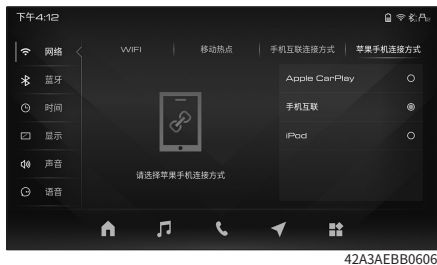 下午4:12
网络
WIFI
移动热点
手机互联连接方式
苹果手机连接方式
蓝牙
时间
显示
声音
语音
Apple CarPlay
手机互联
iPod
请选择苹果手机连接方式
42A3AEBB0606